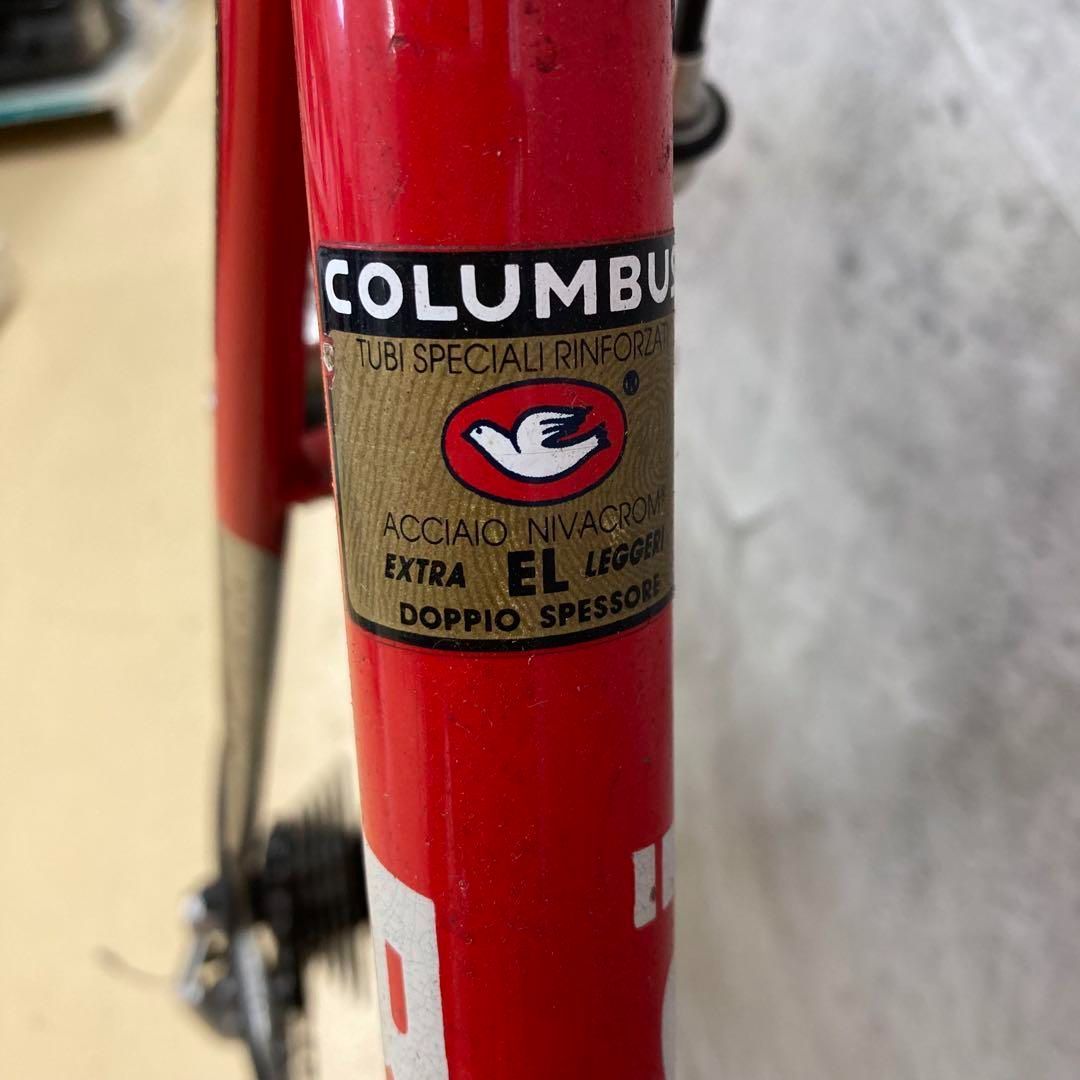 COLUMBUS
TUBI SPECIALI RINFORZATI
®
ACCIAIO NIVACROM
EXTRA EL LEGGERI
DOPPIO SPESSORE